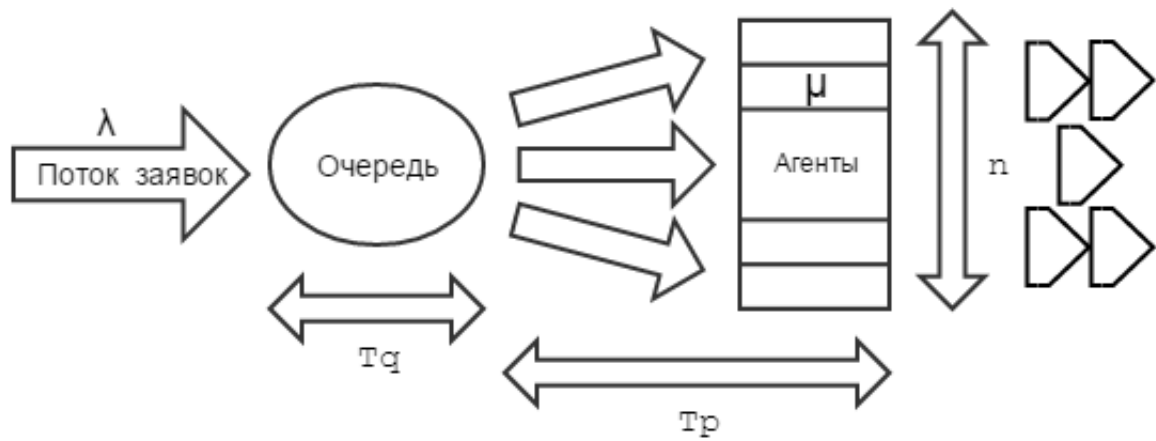 λ
Поток заявок
Очередь
Tq
μ
Агенты
n
Tp